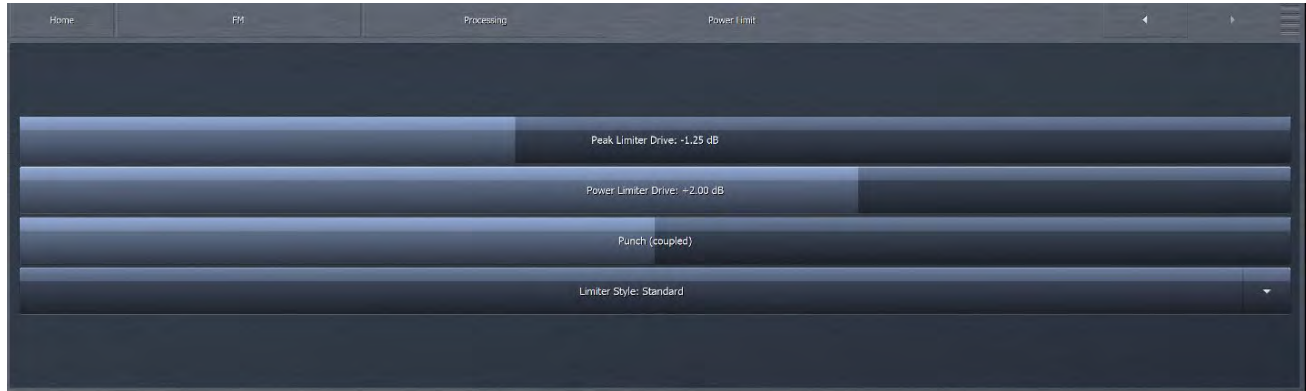 Home
FM
Processing
Power Limit
Peak Limiter Drive: -1.25 dB
Power Limiter Drive: +2.00 dB
Punch (coupled)
Limiter Style: Standard